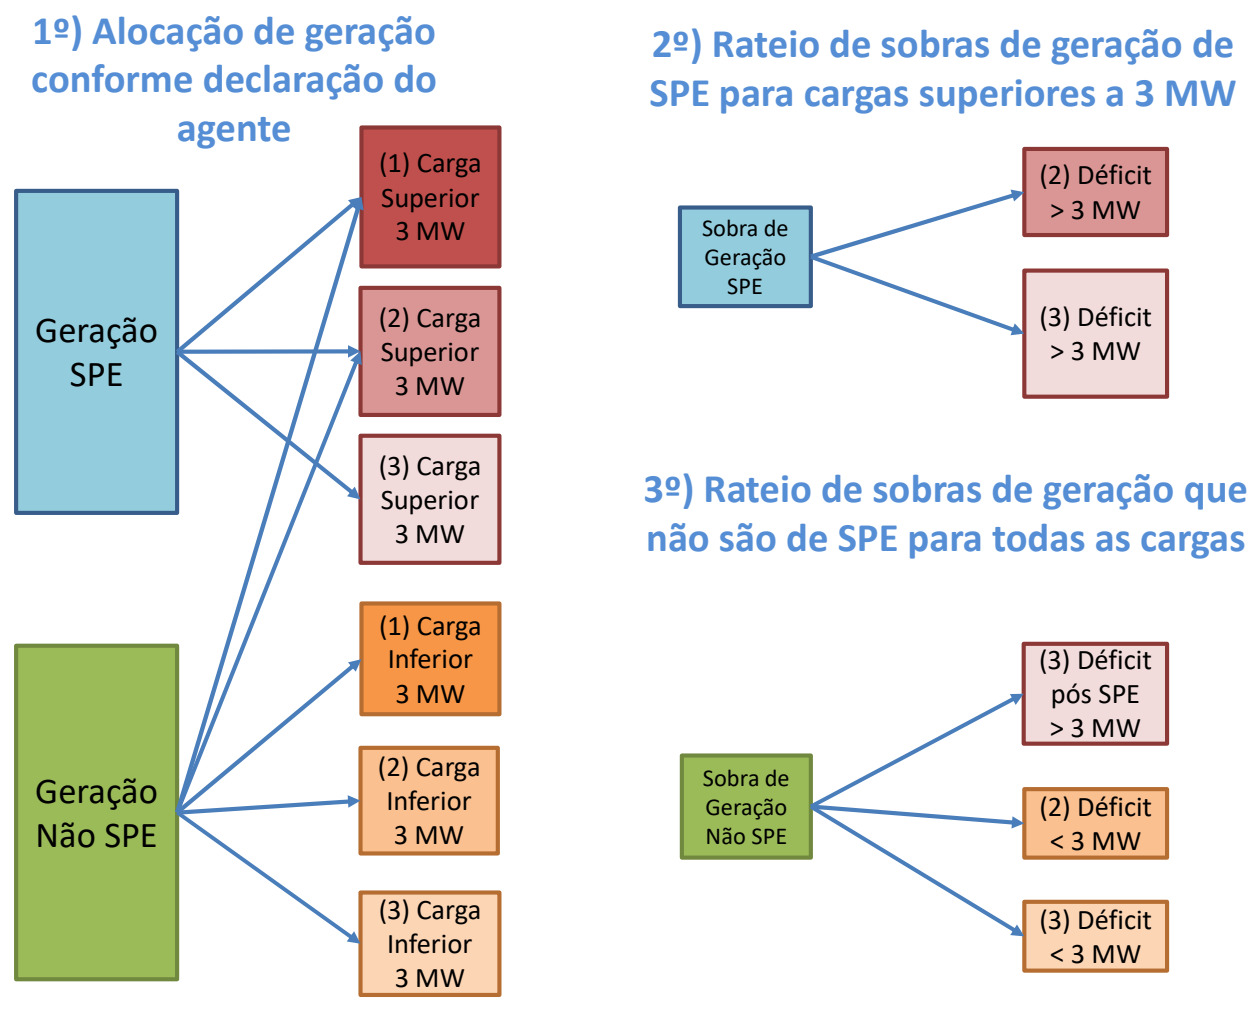 1º) Alocação de geração
conforme declaração do
agente
Geração
SPE
Geração
Não SPE
(1) Carga
Superior
3 MW
(2) Carga
Superior
3 MW
(3) Carga
Superior
3 MW
(1) Carga
Inferior
3 MW
(2) Carga
Inferior
3 MW
(3) Carga
Inferior
3 MW
2º) Rateio de sobras de geração de
SPE para cargas superiores a 3 MW
Sobra de
Geração
SPE
(2) Déficit
> 3 MW
(3) Déficit
> 3 MW
3º) Rateio de sobras de geração que
não são de SPE para todas as cargas
Sobra de
Geração
Não SPE
(3) Déficit
pós SPE
> 3 MW
(2) Déficit
< 3 MW
(3) Déficit
< 3 MW